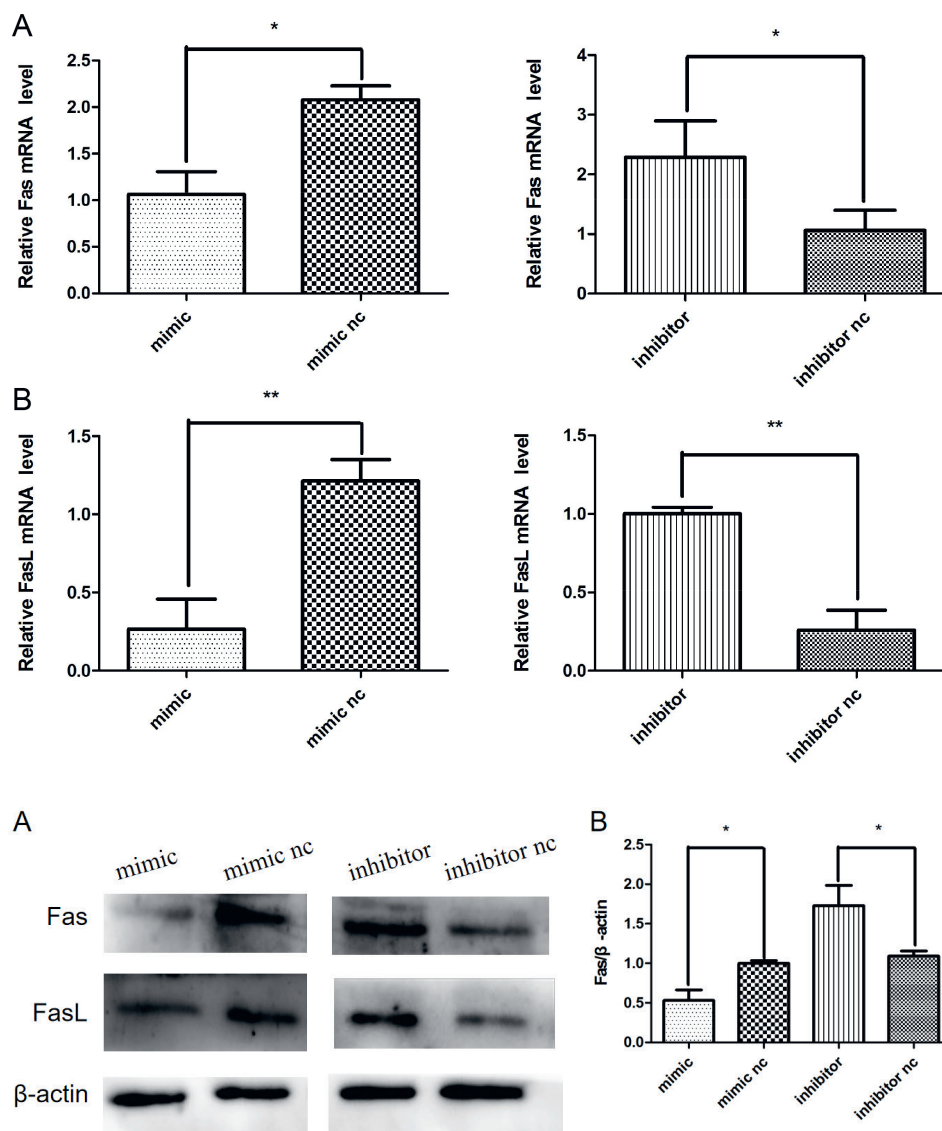 A
*
Relative Fas mRNA level
2.5
2.0
1.5
1.0
0.5
0.0
mimic
mimic nc
*
Relative Fas mRNA level
4
3
2
1
0
inhibitor
inhibitor nc
B
**
Relative FasL mRNA level
1.5
1.0
0.5
0.0
mimic
mimic nc
**
Relative FasL mRNA level
1.5
1.0
0.5
0.0
inhibitor
inhibitor nc
A
mimic
mimic nc
inhibitor
inhibitor nc
Fas
FasL
β-actin
B
*
*
Fas/β -actin
2.5
2.0
1.5
1.0
0.5
0.0
mimic
mimic nc
inhibitor
inhibitor nc